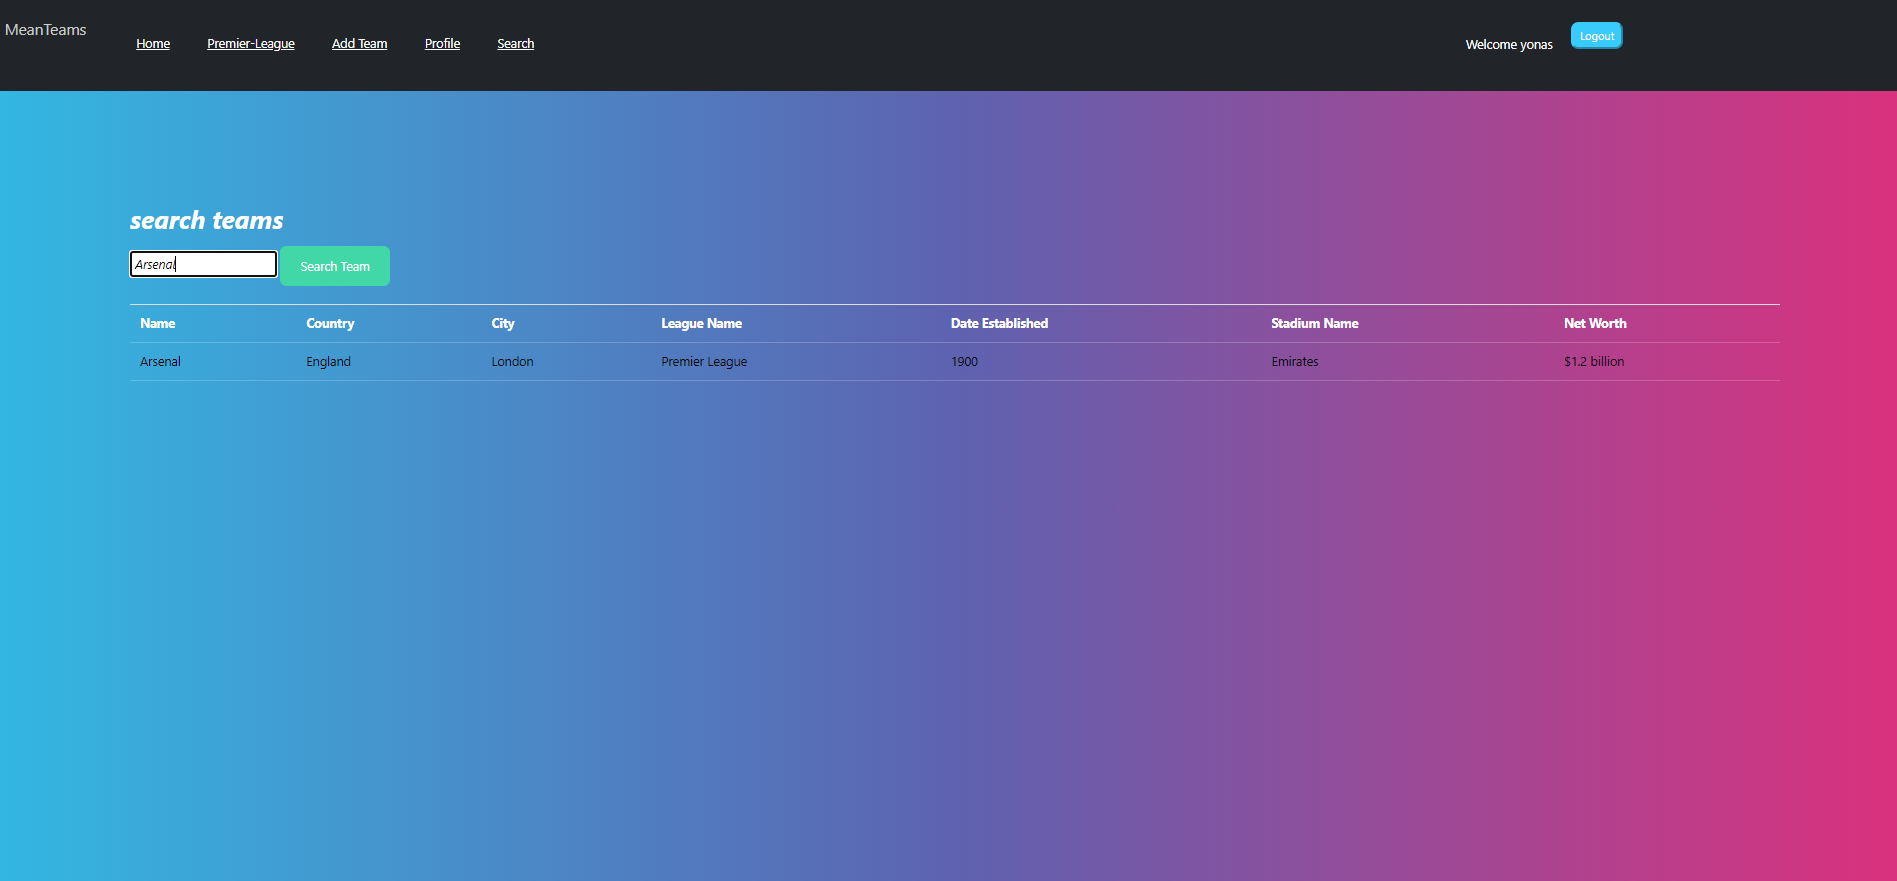 MeanTeams
Home Premier-League Add Team Profile Search Welcome yonas Logout
search teams
Arsenal Search Team
Name Country City League Name Date Established Stadium Name Net Worth
Arsenal England London Premier League 1900 Emirates $1.2 billion